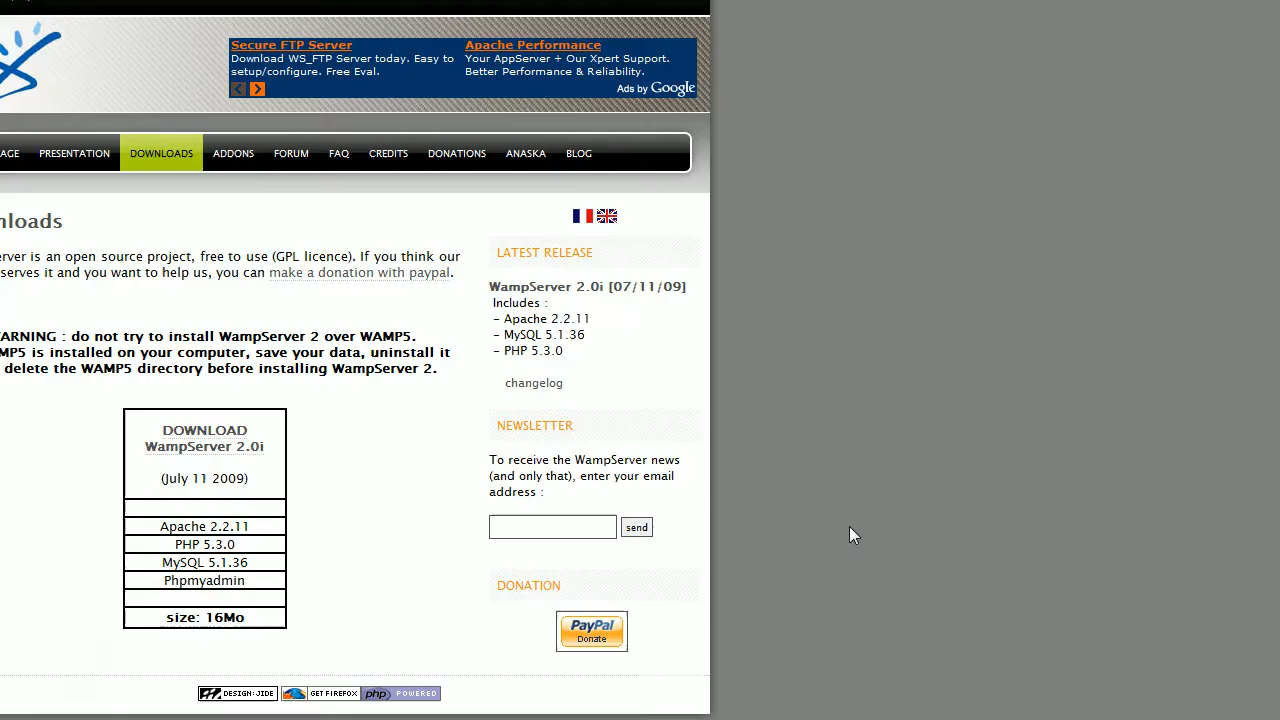 Secure FTP Server
Download WS_FTP Server today. Easy to
setup/configure. Free Eval.
Apache Performance
Your AppServer + Our Xpert Support.
Better Performance & Reliability.
Ads by Google
AGE PRESENTATION DOWNLOADS ADDONS FORUM FAQ CREDITS DONATIONS ANASKA BLOG
nloads
erver is an open source project, free to use (GPL licence). If you think our
serves it and you want to help us, you can make a donation with paypal.
ARNING : do not try to install WampServer 2 over WAMP5.
MP5 is installed on your computer, save your data, uninstall it
delete the WAMP5 directory before installing WampServer 2.
DOWNLOAD
WampServer 2.0i
(July 11 2009)
Apache 2.2.11
PHP 5.3.0
MySQL 5.1.36
Phpmyadmin
size: 16Mo
LATEST RELEASE
WampServer 2.0i [07/11/09]
Includes :
- Apache 2.2.11
- MySQL 5.1.36
- PHP 5.3.0
changelog
NEWSLETTER
To receive the WampServer news
(and only that), enter your email
address :
send
DONATION
PayPal
Donate
DESIGN:JIDE GET FIREFOX php POWERED